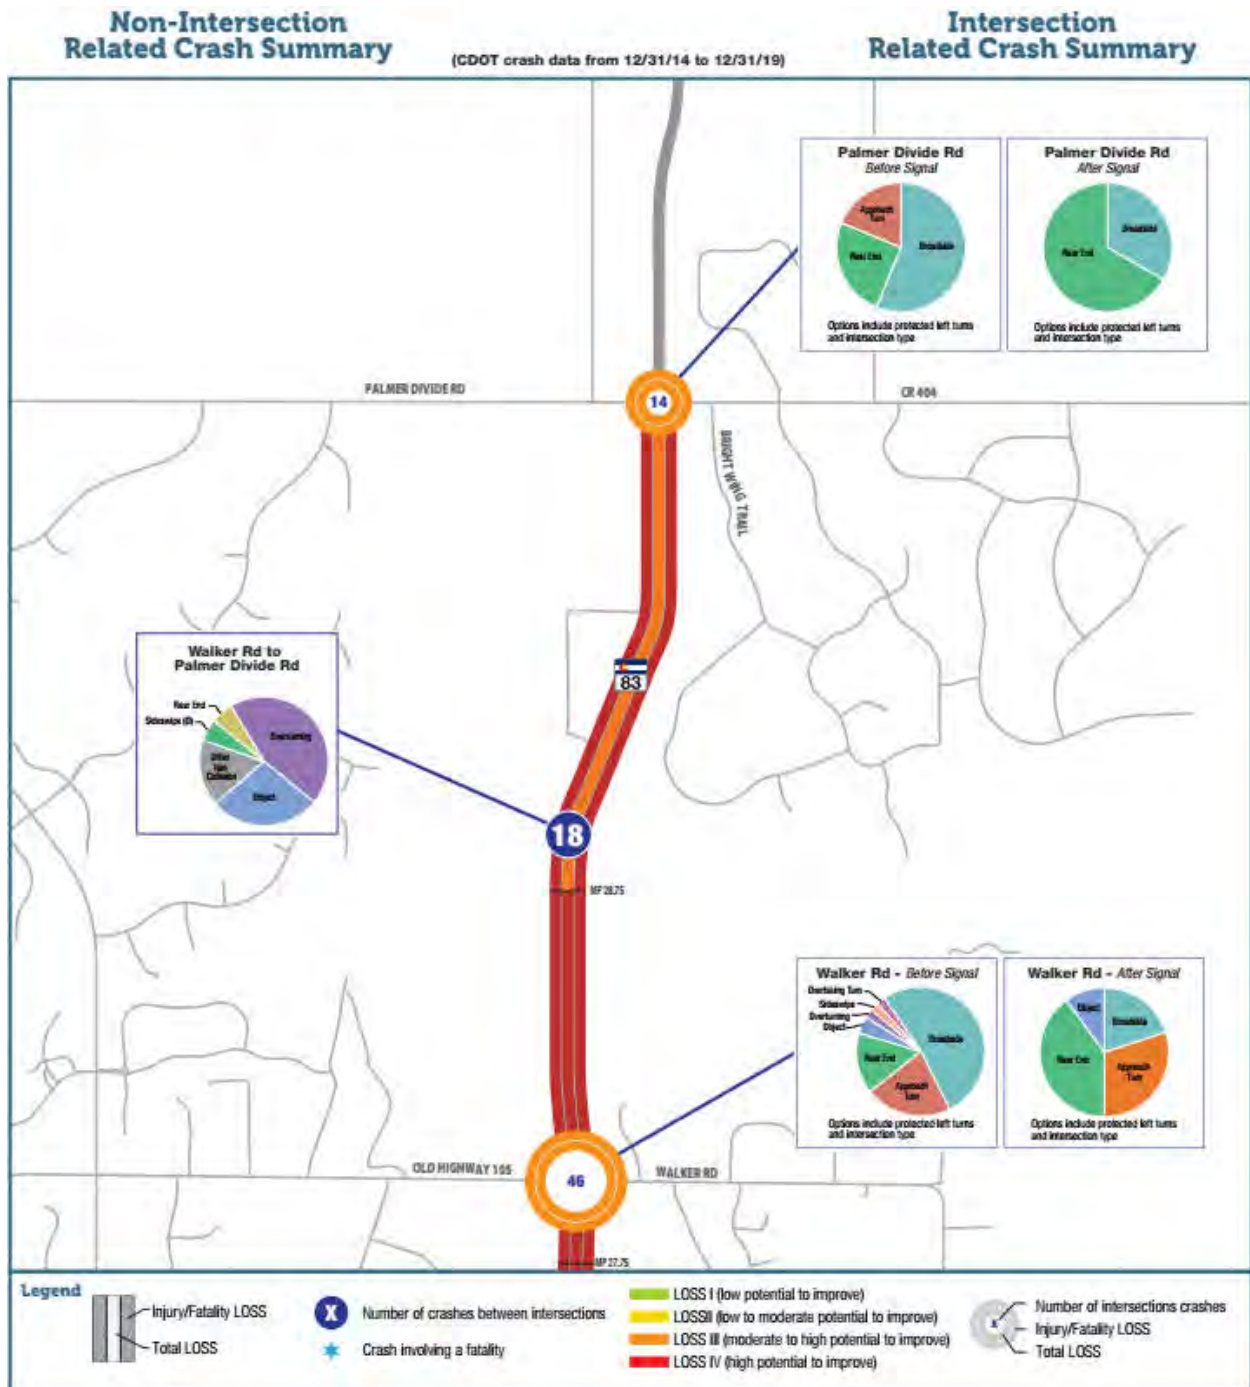 Non-Intersection
Related Crash Summary
(CDOT crash data from 12/31/14 to 12/31/19)
Intersection
Related Crash Summary
Palmer Divide Rd
Before Signal
Approach
Turn
Broadside
Rear End
Options include protected left turns
and intersection type
Palmer Divide Rd
After Signal
Broadside
Rear End
Options include protected left turns
and intersection type
PALMER DIVIDE RD
14
CR 404
BRIGHT WING TRAIL
83
Walker Rd to
Palmer Divide Rd
Rear End
Sideswipe (O)
Overturning
Other
Non
Collision
Object
18
MP 28.75
Walker Rd - Before Signal
Overtaking Turn
Sideswipe
Overturning
Object
Broadside
Rear End
Approach
Turn
Options include protected left turns
and intersection type
Walker Rd - After Signal
Object
Broadside
Rear End
Approach
Turn
Options include protected left turns
and intersection type
OLD HIGHWAY 105
46
WALKER RD
MP 27.75
Legend
Injury/Fatality LOSS
Total LOSS
X
Number of crashes between intersections
Crash involving a fatality
LOSS I (low potential to improve)
LOSSII (low to moderate potential to improve)
LOSS III (moderate to high potential to improve)
LOSS IV (high potential to improve)
x
Number of intersections crashes
Injury/Fatality LOSS
Total LOSS